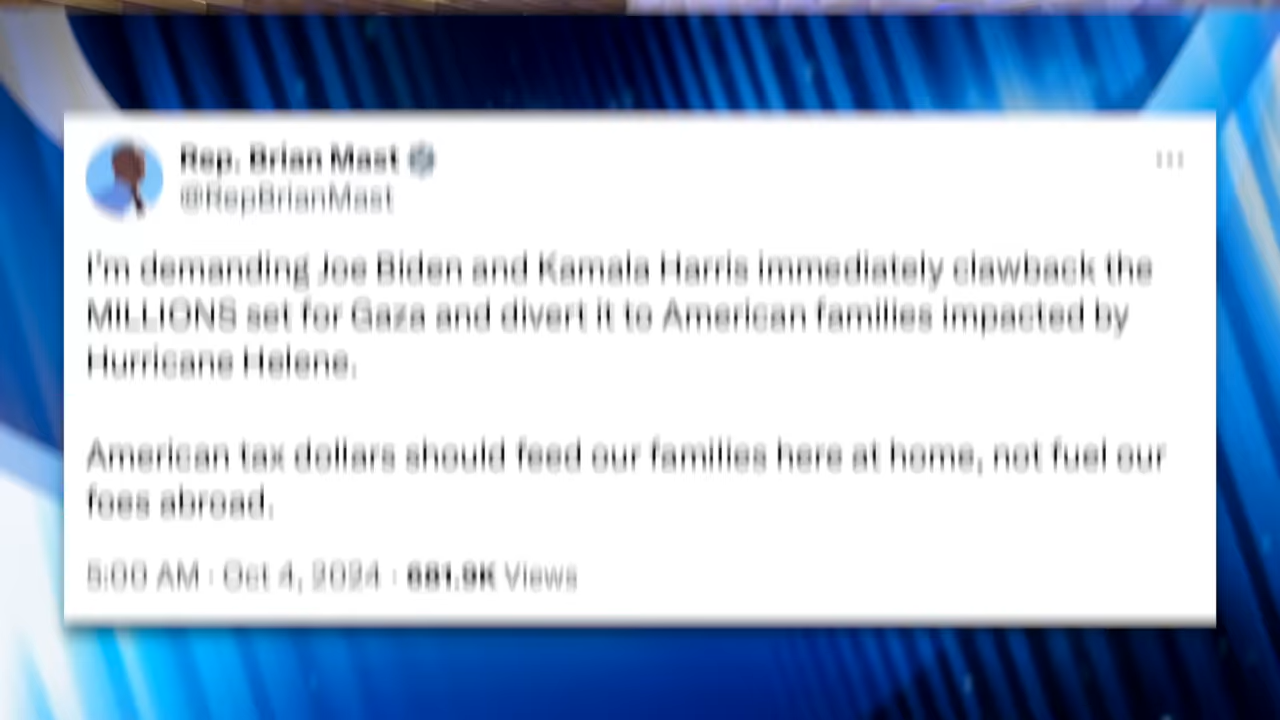 Rep. Brian Mast
@RepBrianMast
I'm demanding Joe Biden and Kamala Harris immediately clawback the
MILLIONS set for Gaza and divert it to American families impacted by
Hurricane Helene.
American tax dollars should feed our families here at home, not fuel our
foes abroad.
5:00 AM · Oct 4, 2024 · Views